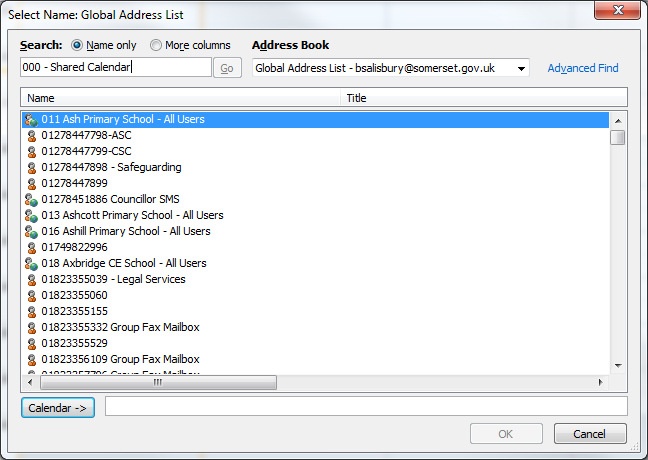 Select Name: Global Address List
Search: Name only More columns Address Book
000 - Shared Calendar Go Global Address List - bsalisbury@somerset.gov.uk Advanced Find
Name Title
011 Ash Primary School - All Users
01278447798-ASC
01278447799-CSC
01278447898 - Safeguarding
01278447899
01278451886 Councillor SMS
013 Ashcott Primary School - All Users
016 Ashill Primary School - All Users
01749822996
018 Axbridge CE School - All Users
01823355039 - Legal Services
01823355060
01823355155
01823355332 Group Fax Mailbox
01823355529
01823356109 Group Fax Mailbox
Calendar ->
OK Cancel